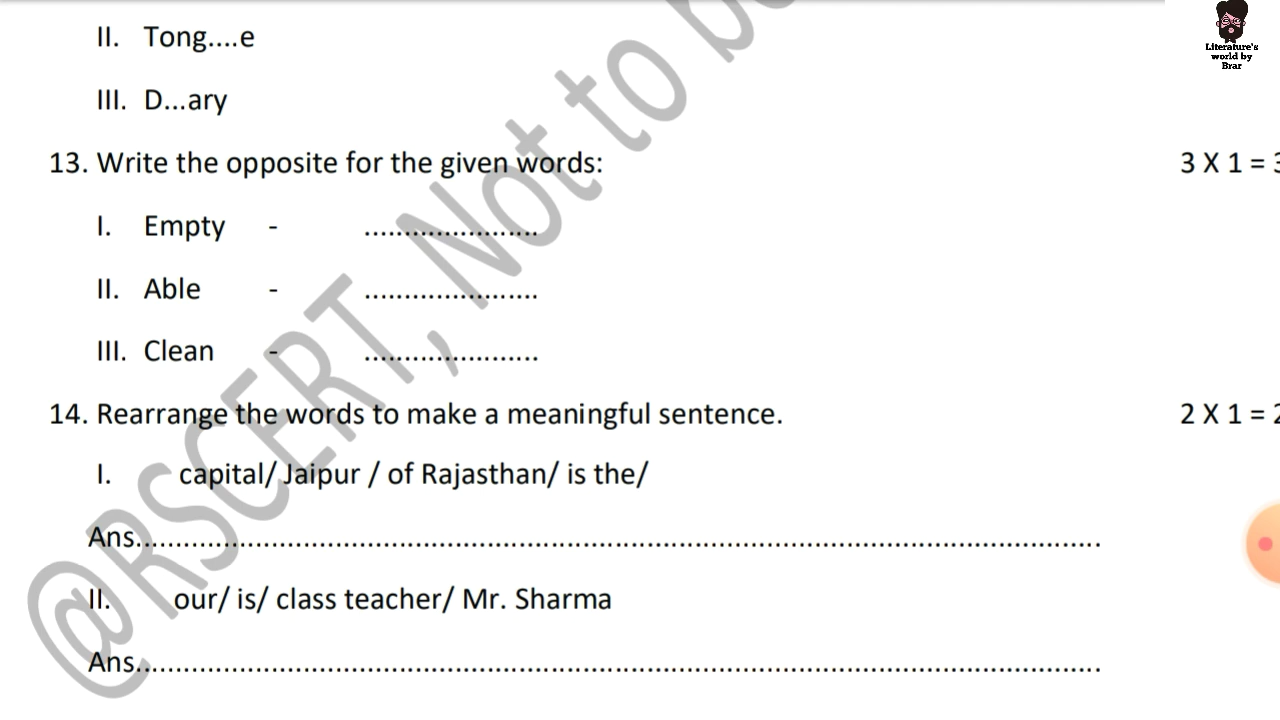 II. Tong....e
III. D...ary
13. Write the opposite for the given words: 3 X 1 = 3
I. Empty - ......................
II. Able - ......................
III. Clean - ......................
14. Rearrange the words to make a meaningful sentence. 2 X 1 = 2
I. capital/ Jaipur / of Rajasthan/ is the/
Ans.........................................................................................................................
II. our/ is/ class teacher/ Mr. Sharma
Ans.........................................................................................................................
@RSCERT, Not to b
Literature's
world by
Brar